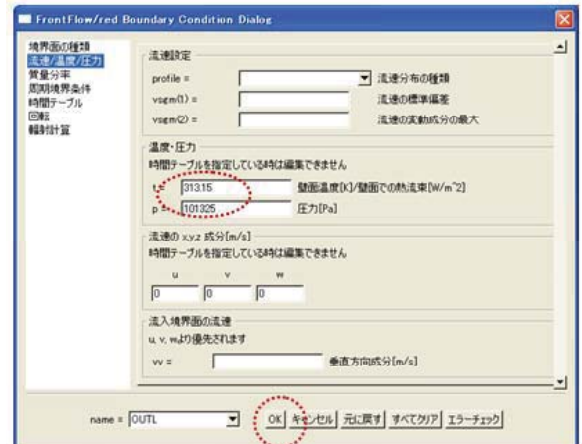 FrontFlow/red Boundary Condition Dialog
境界面の種類
流速/温度/圧力
質量分率
周期境界条件
時間テーブル
回転
輻射計算
流速設定
profile = 流速分布の種類
vsgm(1) = 流速の標準偏差
vsgm(2) = 流速の変動成分の最大
温度・圧力
時間テーブルを指定している時は編集できません
t = 313.15 壁面温度[K]/壁面での熱流束[W/m^2]
p = 101325 圧力[Pa]
流速の x,y,z 成分[m/s]
時間テーブルを指定している時は編集できません
u v w
0 0 0
流入境界面の流速
u, v, wより優先されます
vv = 垂直方向成分[m/s]
name = OUTL OK キャンセル 元に戻す すべてクリア エラーチェック